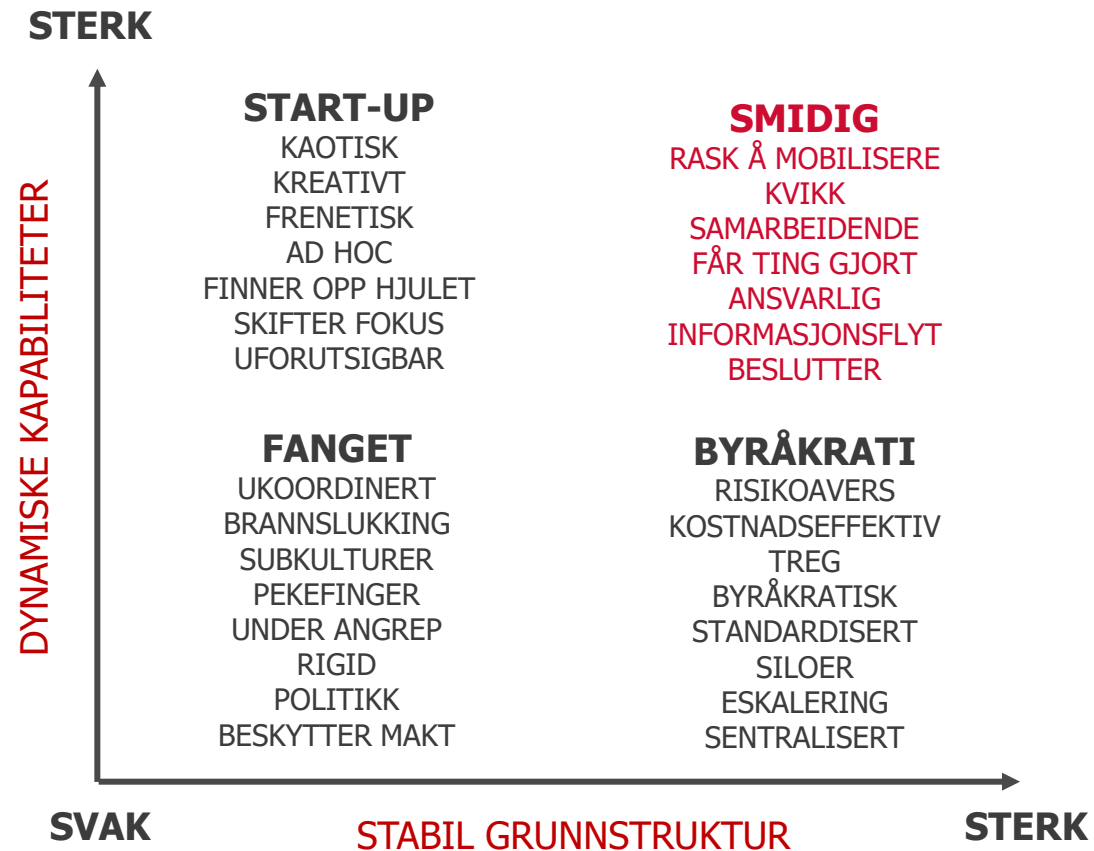 STERK
DYNAMISKE KAPABILITETER
START-UP
KAOTISK
KREATIVT
FRENETISK
AD HOC
FINNER OPP HJULET
SKIFTER FOKUS
UFORUTSIGBAR
SMIDIG
RASK Å MOBILISERE
KVIKK
SAMARBEIDENDE
FÅR TING GJORT
ANSVARLIG
INFORMASJONSFLYT
BESLUTTER
FANGET
UKOORDINERT
BRANNSLUKKING
SUBKULTURER
PEKEFINGER
UNDER ANGREP
RIGID
POLITIKK
BESKYTTER MAKT
BYRÅKRATI
RISIKOAVERS
KOSTNADSEFFEKTIV
TREG
BYRÅKRATISK
STANDARDISERT
SILOER
ESKALERING
SENTRALISERT
SVAK
STABIL GRUNNSTRUKTUR
STERK